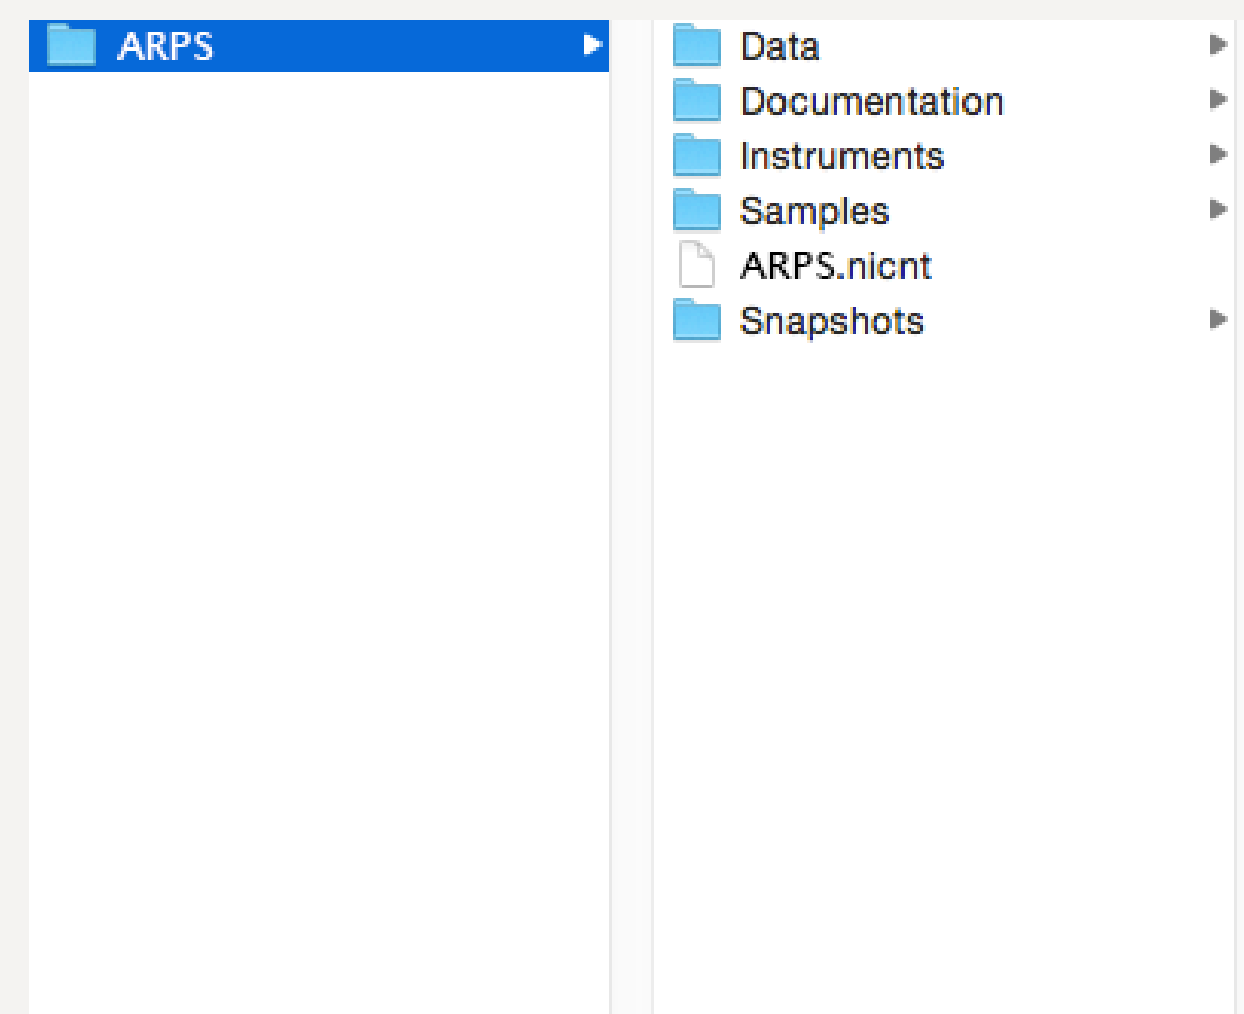 ARPS
Data
Documentation
Instruments
Samples
ARPS.nicnt
Snapshots